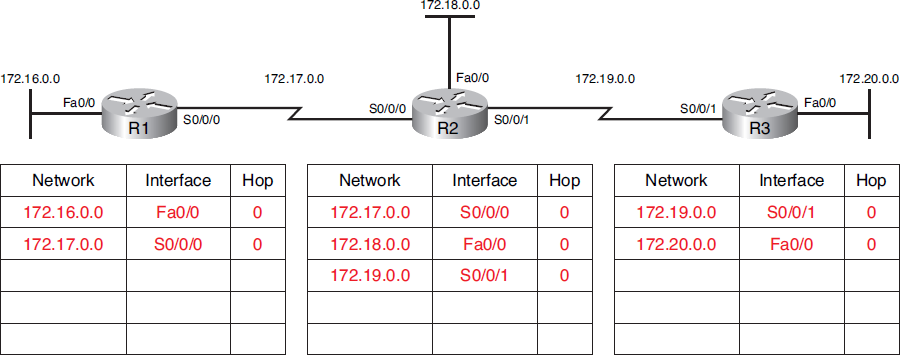 172.18.0.0
172.16.0.0 172.17.0.0 172.19.0.0 172.20.0.0
Fa0/0 Fa0/0 Fa0/0
S0/0/0 S0/0/0 S0/0/1 S0/0/1
R1 R2 R3
Network Interface Hop
172.16.0.0 Fa0/0 0
172.17.0.0 S0/0/0 0
Network Interface Hop
172.17.0.0 S0/0/0 0
172.18.0.0 Fa0/0 0
172.19.0.0 S0/0/1 0
Network Interface Hop
172.19.0.0 S0/0/1 0
172.20.0.0 Fa0/0 0